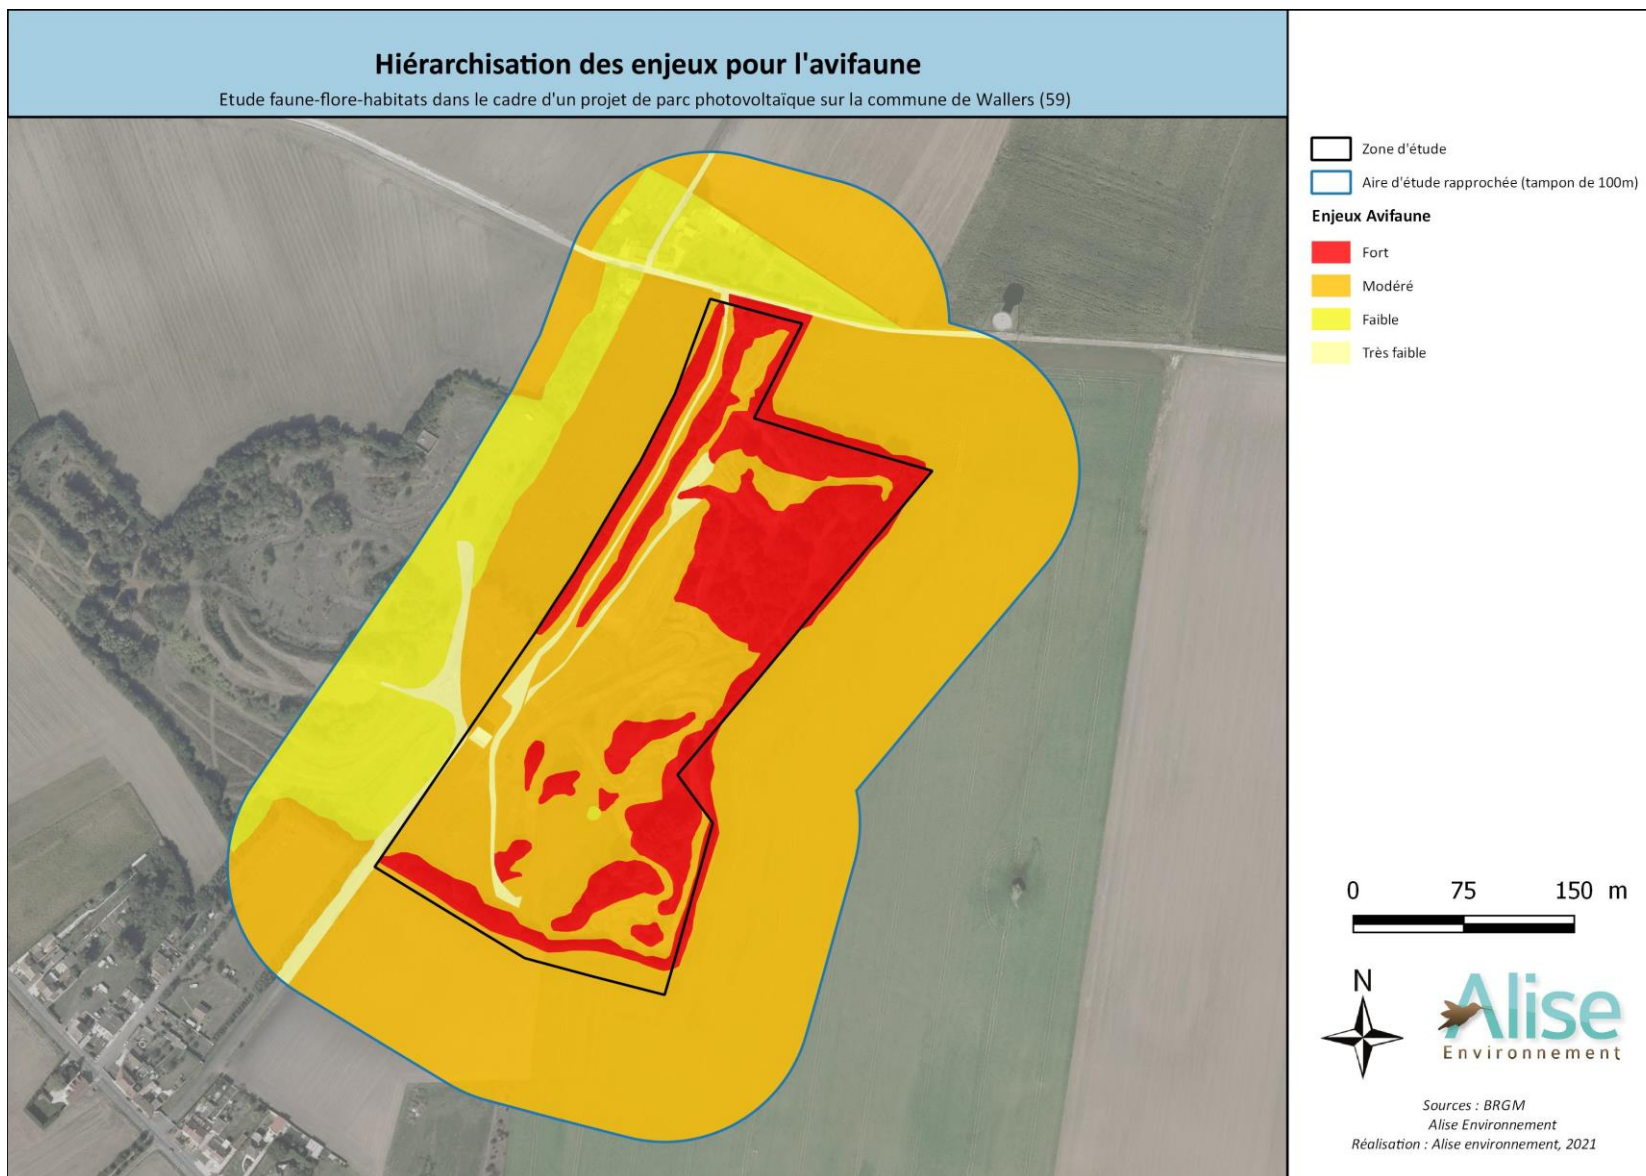 Hiérarchisation des enjeux pour l'avifaune
Etude faune-flore-habitats dans le cadre d'un projet de parc photovoltaïque sur la commune de Wallers (59)
Zone d'étude
Aire d'étude rapprochée (tampon de 100m)
Enjeux Avifaune
Fort
Modéré
Faible
Très faible
0 75 150 m
N
Alise
Environnement
Sources : BRGM
Alise Environnement
Réalisation : Alise environnement, 2021